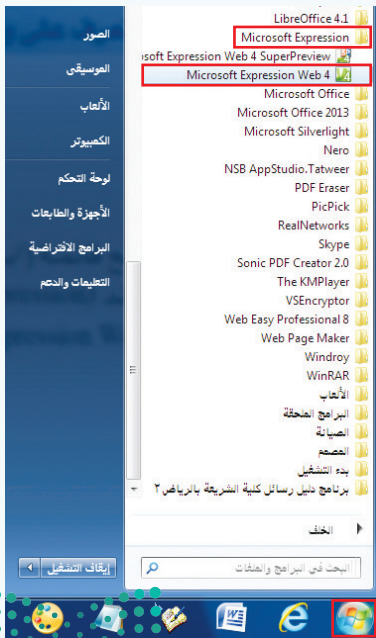 LibreOffice 4.1
Microsoft Expression
soft Expression Web 4 SuperPreview
Microsoft Expression Web 4
Microsoft Office
Microsoft Office 2013
Microsoft Silverlight
Nero
NSB AppStudio.Tatweer
PDF Eraser
PicPick
RealNetworks
Skype
Sonic PDF Creator 2.0
The KMPlayer
VSEncryptor
Web Easy Professional 8
Web Page Maker
Windroy
WinRAR
الألعاب
البرامج الملحقة
الصيانة
المصمم
بدء التشغيل
برنامج دليل رسائل كلية الشريعة بالرياض٢
الخلف
البحث في البرامج والملفات
الصور
الموسيقى
الألعاب
الكمبيوتر
لوحة التحكم
الأجهزة والطابعات
البرامج الافتراضية
التعليمات والدعم
إيقاف التشغيل